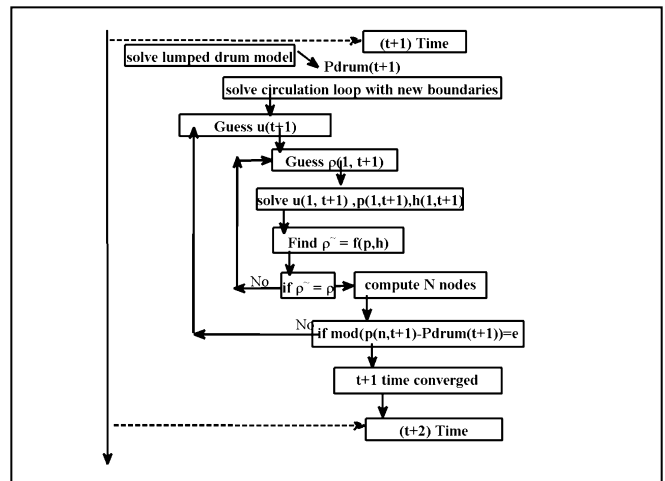 (t+1) Time
solve lumped drum model
Pdrum(t+1)
solve circulation loop with new boundaries
Guess u(t+1)
Guess ρ(1, t+1)
solve u(1, t+1) ,p(1,t+1),h(1,t+1)
Find ρ~ = f(p,h)
No
if ρ~ = ρ
compute N nodes
No
if mod(p(n,t+1)-Pdrum(t+1))=e
t+1 time converged
(t+2) Time